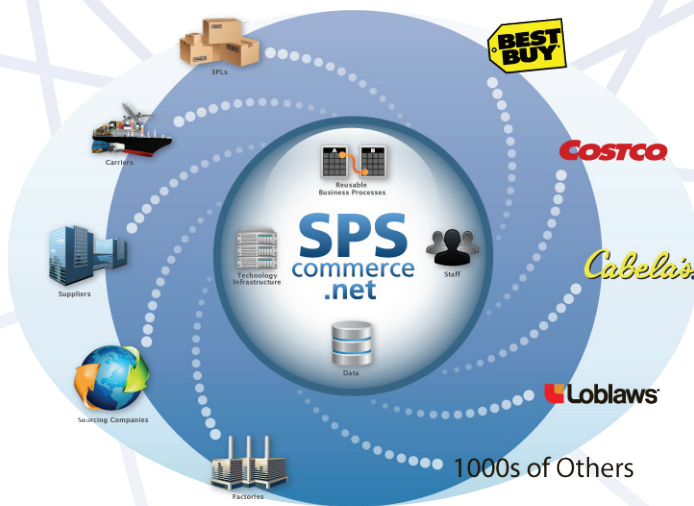 3PLs
BEST
BUY
Carriers
COSTCO
Reusable
Business Processes
SPS
commerce
.net
Technology
Infrastructure
Staff
Cabela's
Suppliers
Data
Loblaws
Sourcing Companies
1000s of Others
Factories
A
B